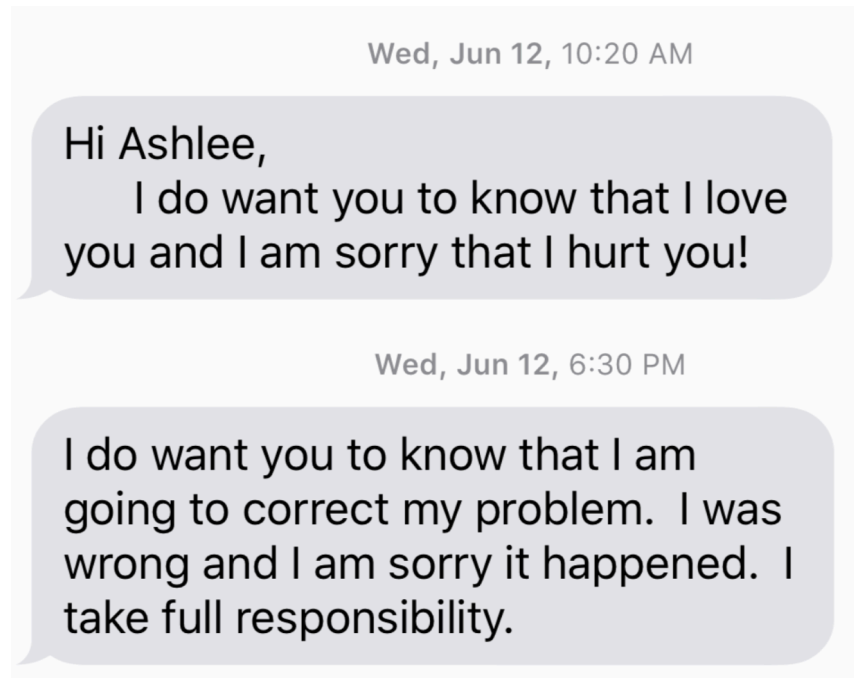 Wed, Jun 12, 10:20 AM
Hi Ashlee,
I do want you to know that I love
you and I am sorry that I hurt you!
Wed, Jun 12, 6:30 PM
I do want you to know that I am
going to correct my problem.  I was
wrong and I am sorry it happened.  I
take full responsibility.